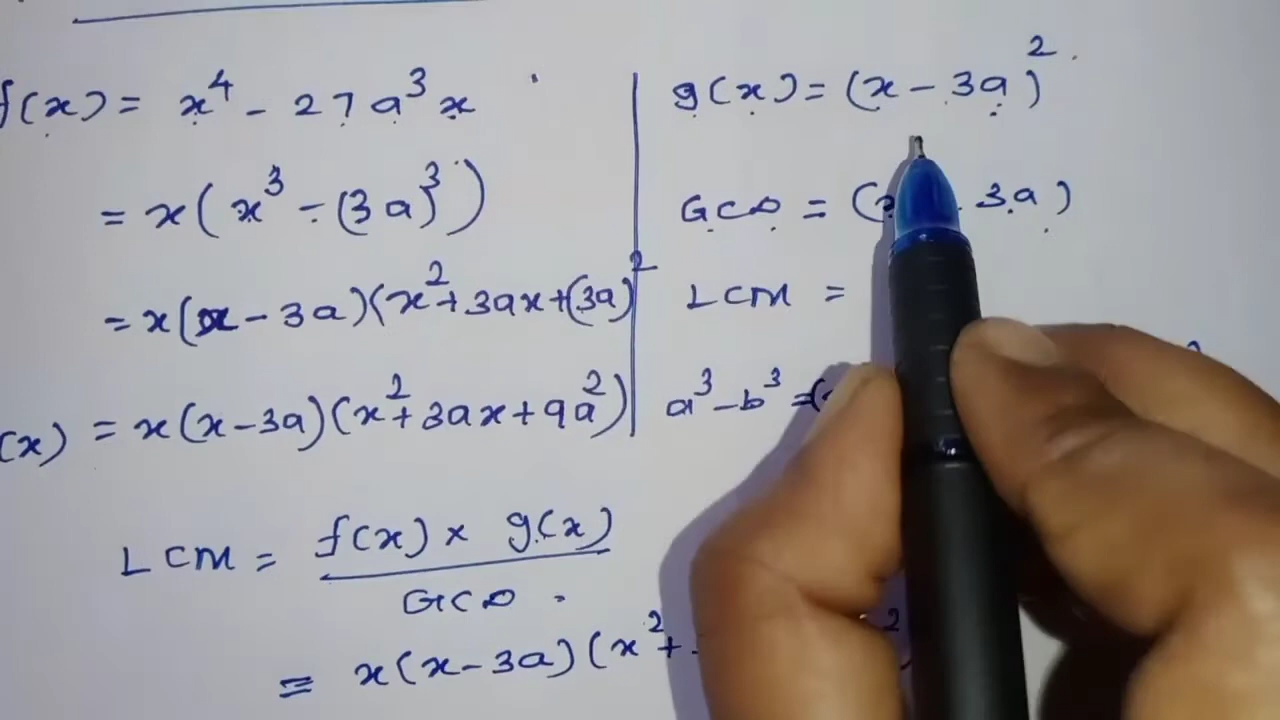 f(x) = x⁴ - 27a³x
= x(x³ - (3a)³)
= x(x - 3a)(x² + 3ax + (3a)²
(x) = x(x - 3a)(x² + 3ax + 9a²)
g(x) = (x - 3a)².
GCD = ( 3a)
LCM =
a³ - b³ = (
LCM = f(x) × g(x)
GCD.
= x(x - 3a)(x² +